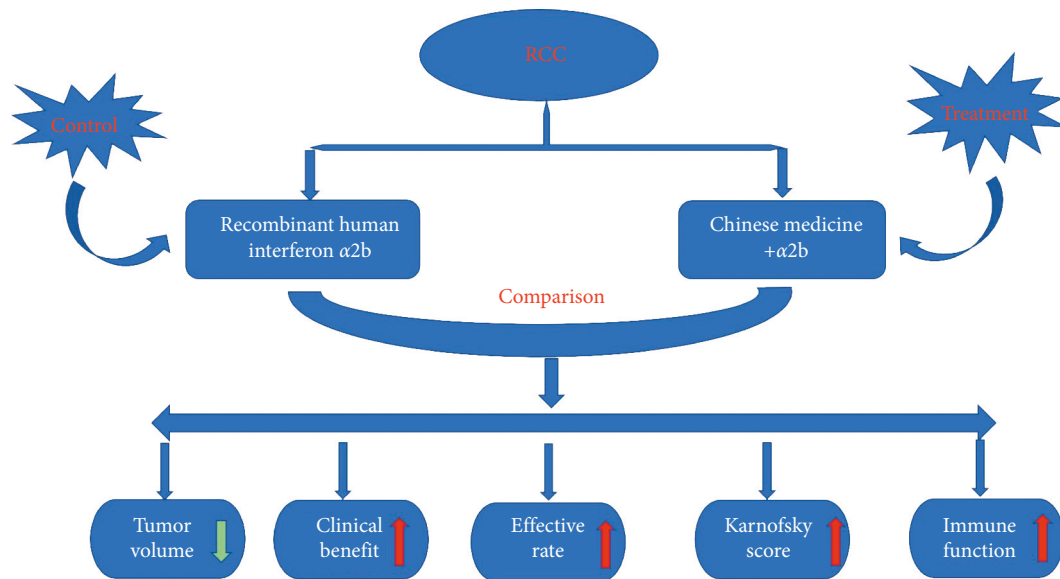 RCC
Control
Treatment
Recombinant human
interferon α2b
Chinese medicine
+α2b
Comparison
Tumor
volume
Clinical
benefit
Effective
rate
Karnofsky
score
Immune
function